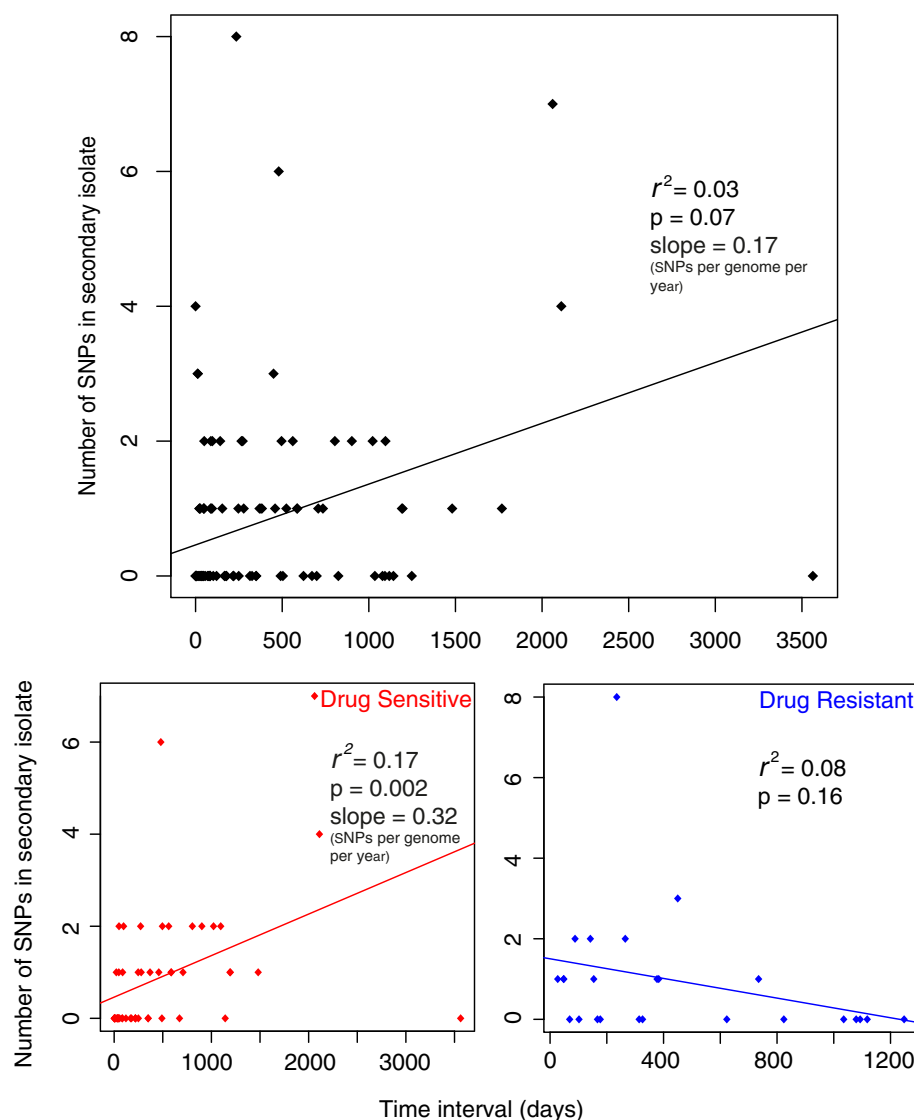 8
6
4
2
0
Number of SNPs in secondary isolate
r² = 0.03
p = 0.07
slope = 0.17
(SNPs per genome per
year)
0 500 1000 1500 2000 2500 3000 3500
Drug Sensitive
6
4
2
0
Number of SNPs in secondary isolate
r² = 0.17
p = 0.002
slope = 0.32
(SNPs per genome
per year)
0 1000 2000 3000
Drug Resistant
8
6
4
2
0
r² = 0.08
p = 0.16
0 400 800 1200
Time interval (days)